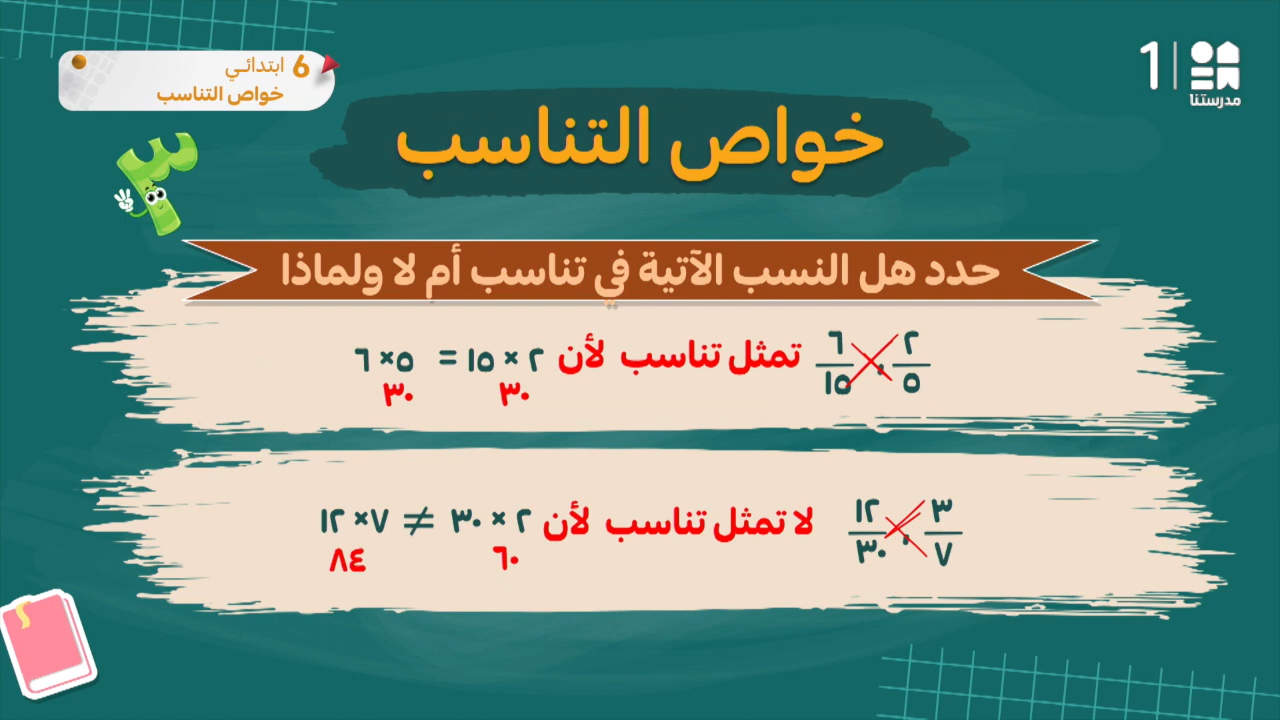 1
مدرستنا
6 ابتدائي
خواص التناسب
خواص التناسب
حدد هل النسب الآتية في تناسب أم لا ولماذا
٢/٥ ، ٦/١٥ تمثل تناسب لأن ٢ × ١٥ = ٥× ٦
٣٠ ٣٠
٣/٧ ، ١٢/٣٠ لا تمثل تناسب لأن ٢ × ٣٠ ≠ ٧× ١٢
٦٠ ٨٤